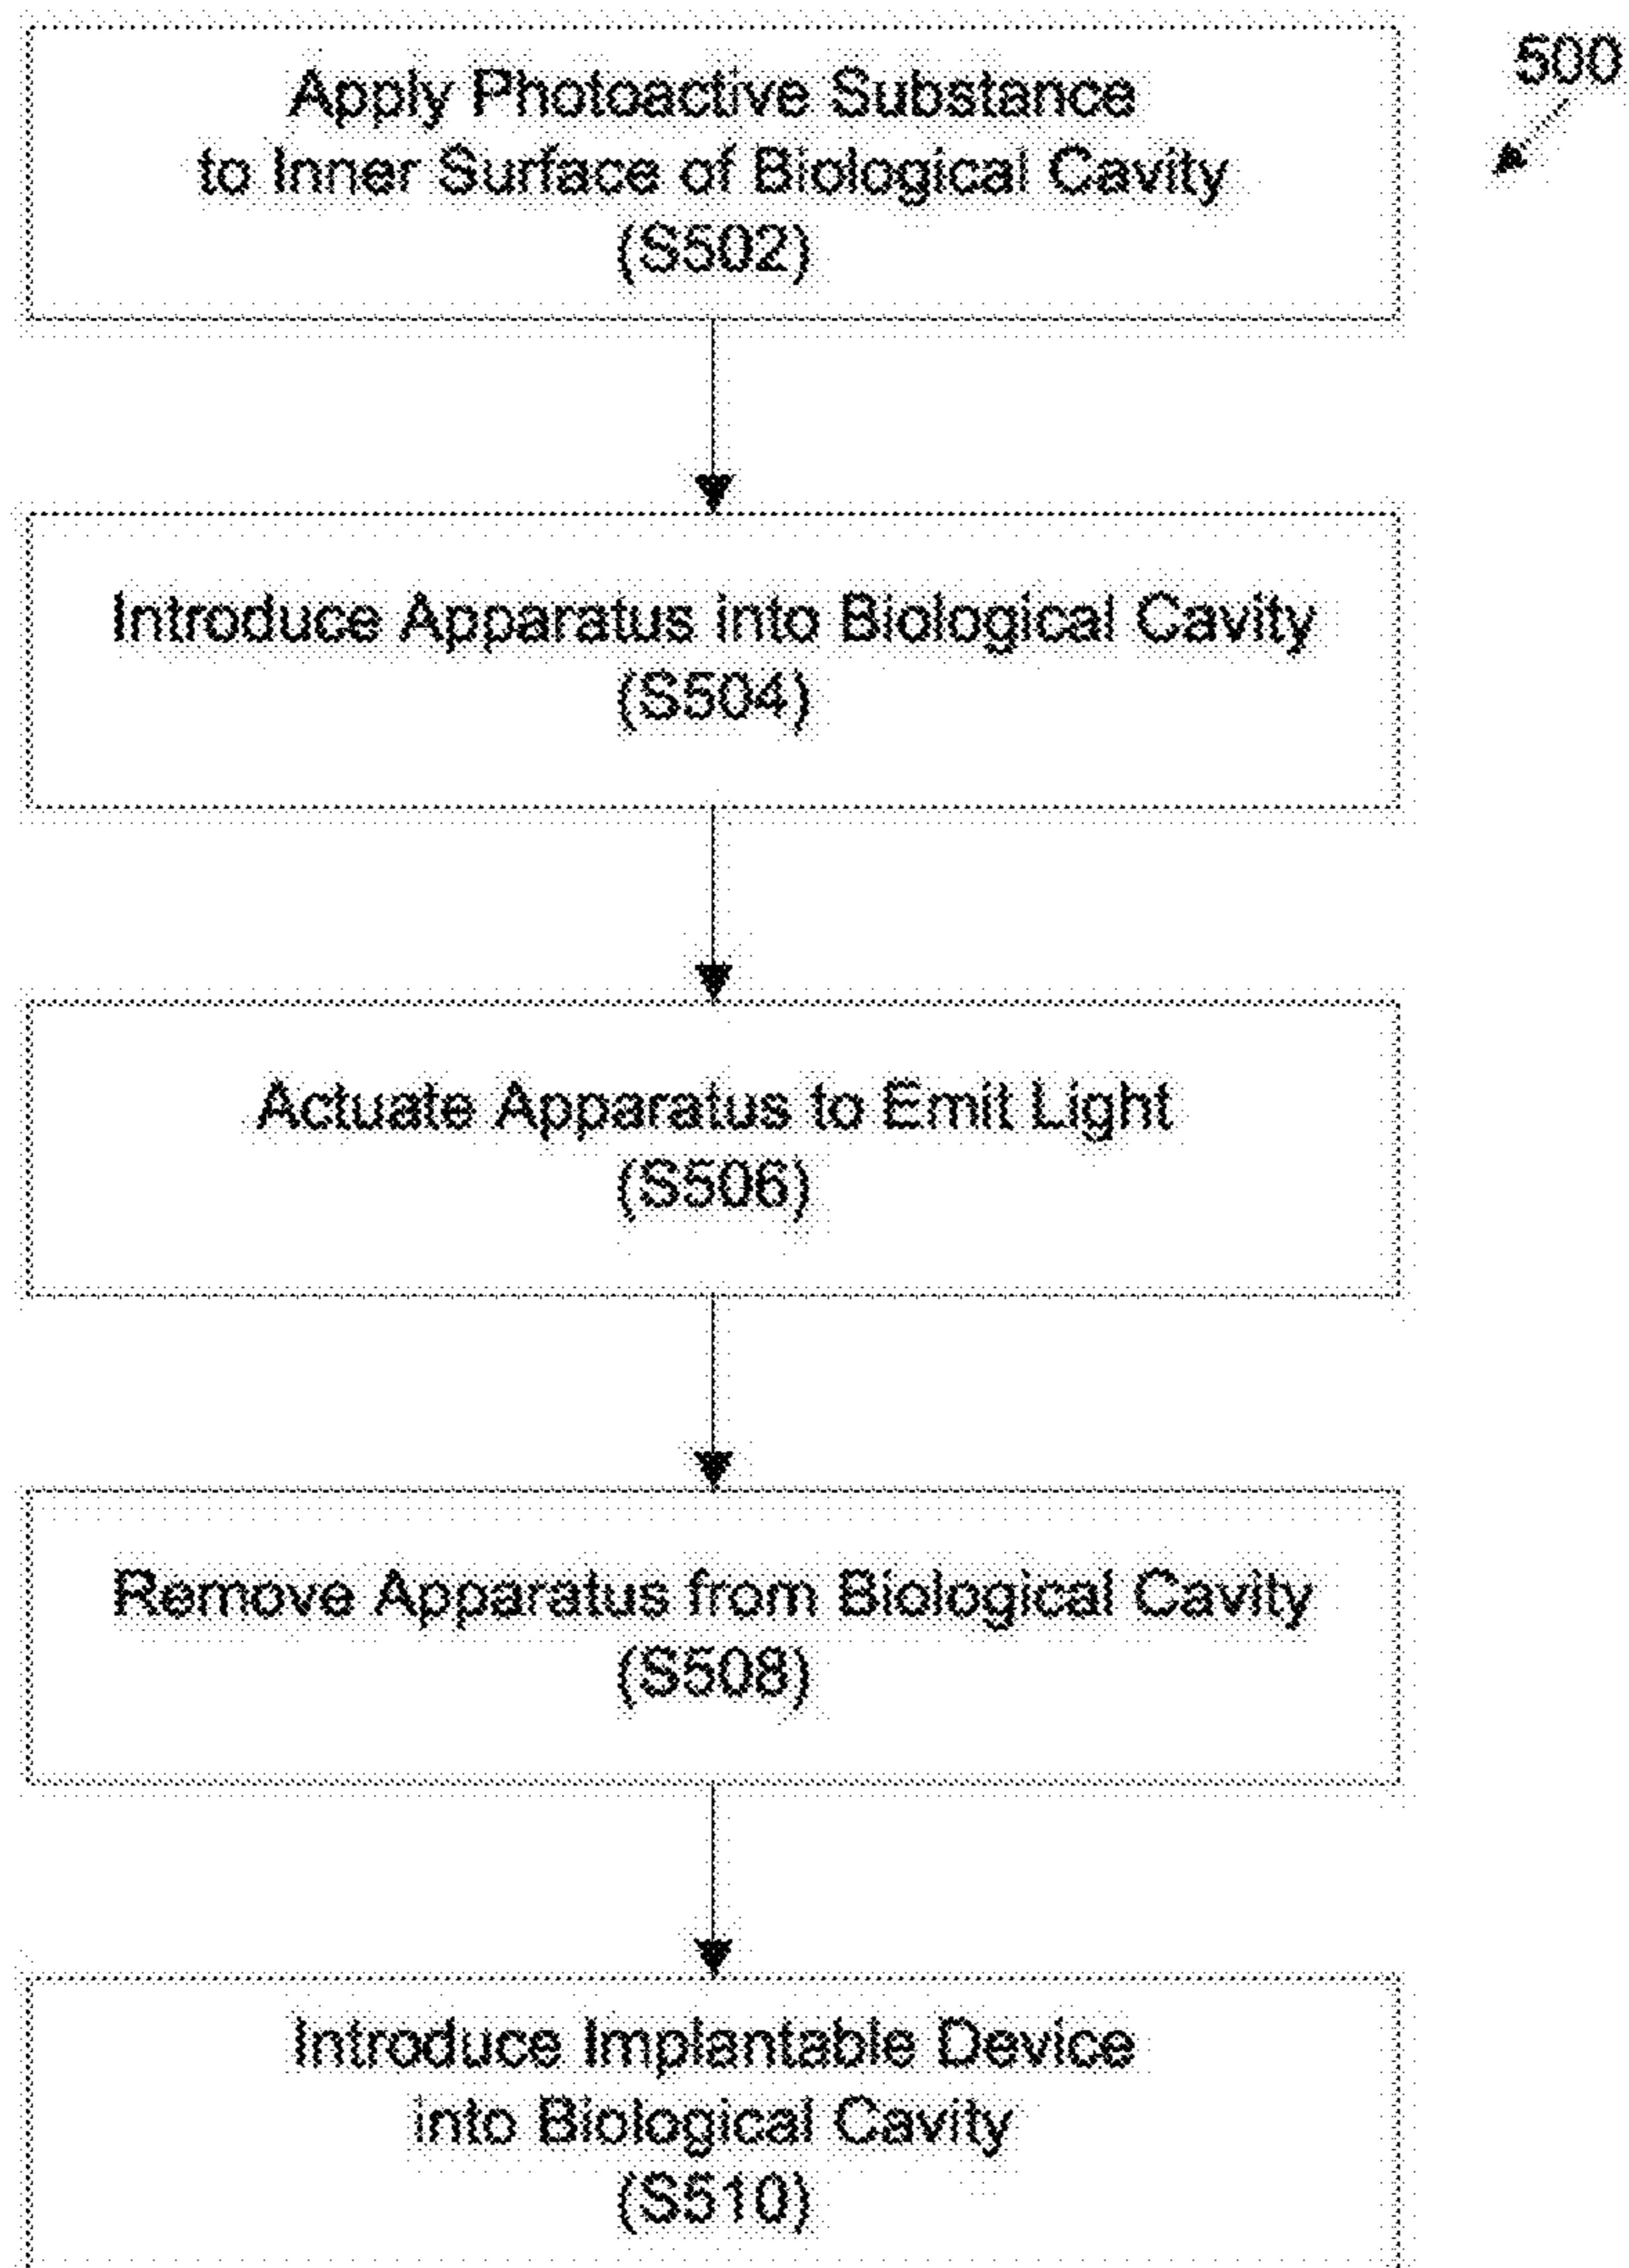 500
Apply Photoactive Substance
to Inner Surface of Biological Cavity
(S502)
Introduce Apparatus into Biological Cavity
(S504)
Actuate Apparatus to Emit Light
(S506)
Remove Apparatus from Biological Cavity
(S508)
Introduce Implantable Device
into Biological Cavity
(S510)